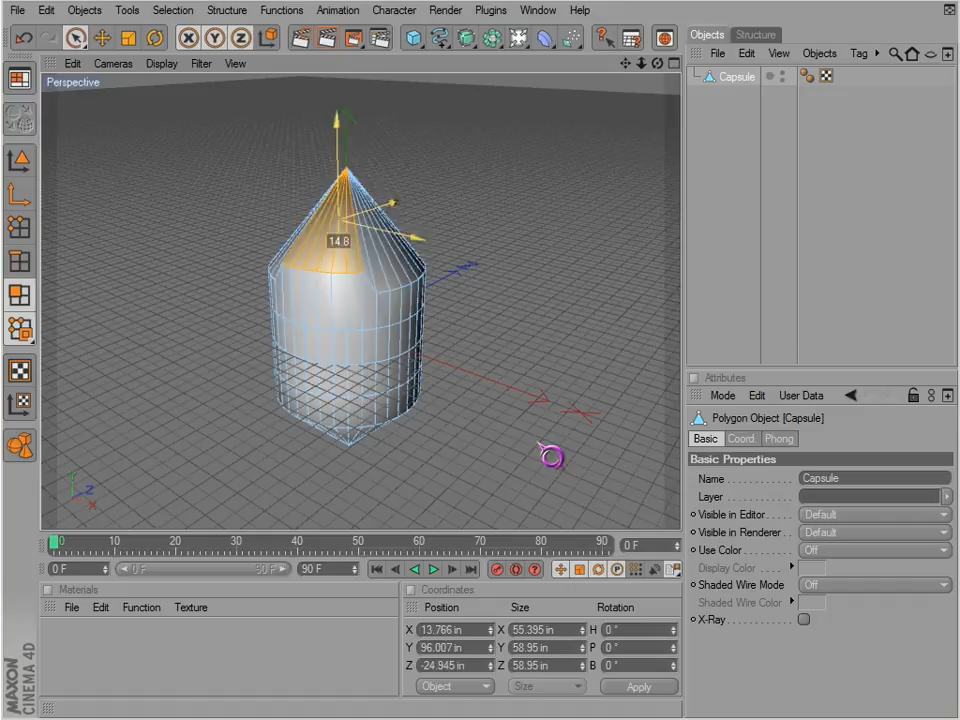 File Edit Objects Tools Selection Structure Functions Animation Character Render Plugins Window Help
X Y Z
Edit Cameras Display Filter View
Perspective
14.8
Y Z X
0 10 20 30 40 50 60 70 80 90 0 F
0 F 90 F
Materials
File Edit Function Texture
Coordinates
Position Size Rotation
X 13.766 in X 55.395 in H 0 °
Y 96.007 in Y 58.95 in P 0 °
Z -24.945 in Z 58.95 in B 0 °
Object Size Apply
MAXON CINEMA 4D
Objects Structure
File Edit View Objects Tag
Capsule
Attributes
Mode Edit User Data
Polygon Object [Capsule]
Basic Coord. Phong
Basic Properties
Name Capsule
Layer
Visible in Editor Default
Visible in Renderer Default
Use Color Off
Display Color
Shaded Wire Mode Off
Shaded Wire Color
X-Ray